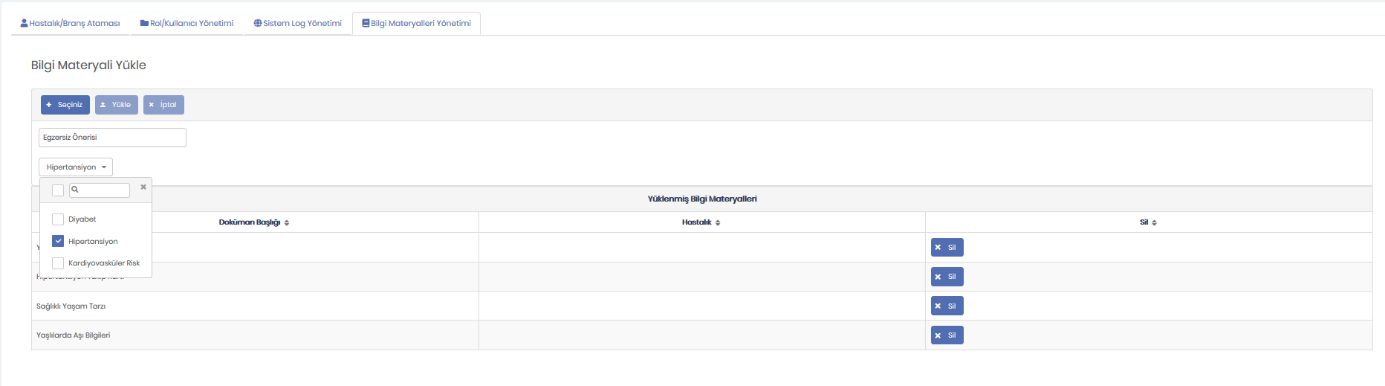 Hastalık/Branş Ataması
Rol/Kullanıcı Yönetimi
Sistem Log Yönetimi
Bilgi Materyalleri Yönetimi
Bilgi Materyali Yükle
Seçiniz
Yükle
İptal
Egzersiz Önerisi
Hipertansiyon
Diyabet
Hipertansiyon
Kardiyovasküler Risk
Yüklenmiş Bilgi Materyalleri
Doküman Başlığı
Hastalık
Sil
Sil
Sil
Sağlıklı Yaşam Tarzı
Sil
Yaşlılarda Aşı Bilgileri
Sil